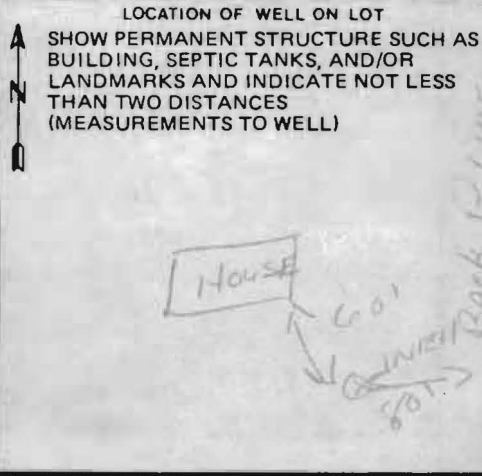 LOCATION OF WELL ON LOT
SHOW PERMANENT STRUCTURE SUCH AS
BUILDING, SEPTIC TANKS, AND/OR
LANDMARKS AND INDICATE NOT LESS
THAN TWO DISTANCES
(MEASUREMENTS TO WELL)
N
HOUSE
60'
WELL
80'